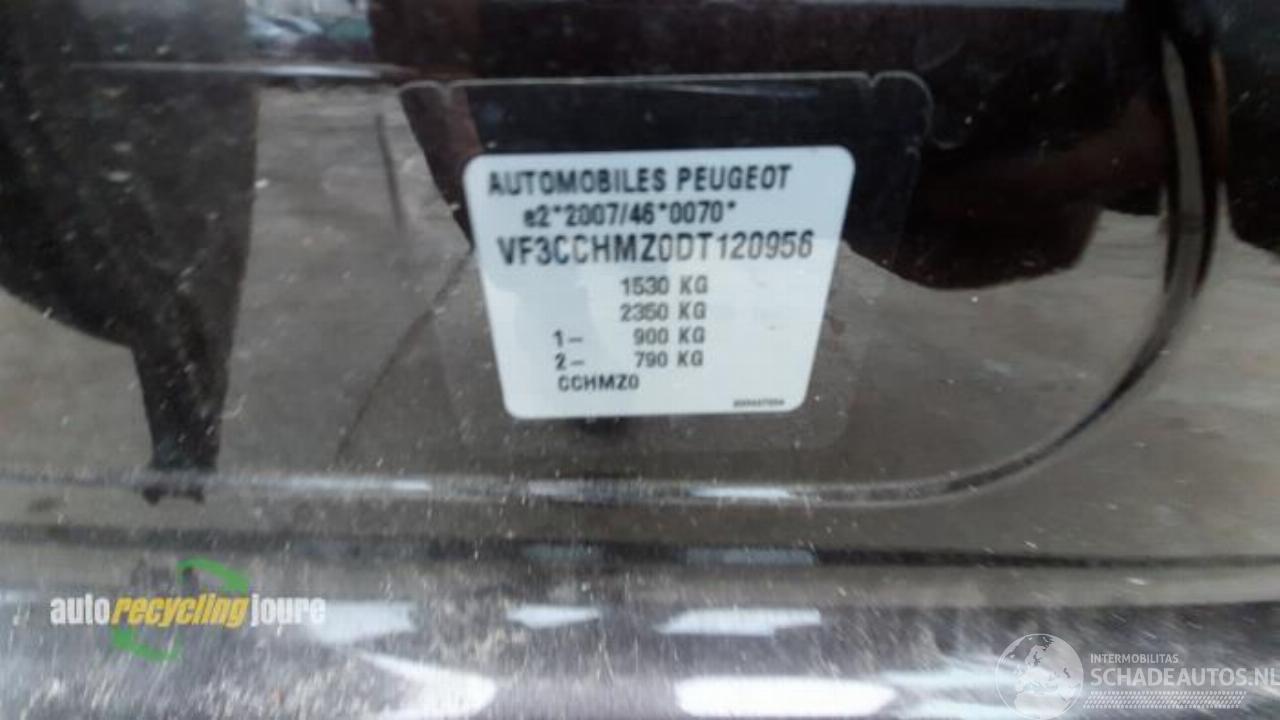 AUTOMOBILES PEUGEOT
e2*2007/46*0070*
VF3CCHMZ0DT120956
1530 KG
2350 KG
1- 900 KG
2- 790 KG
CCHMZ0
autorecyclingjoure
INTERMOBILITAS
SCHADEAUTOS.NL